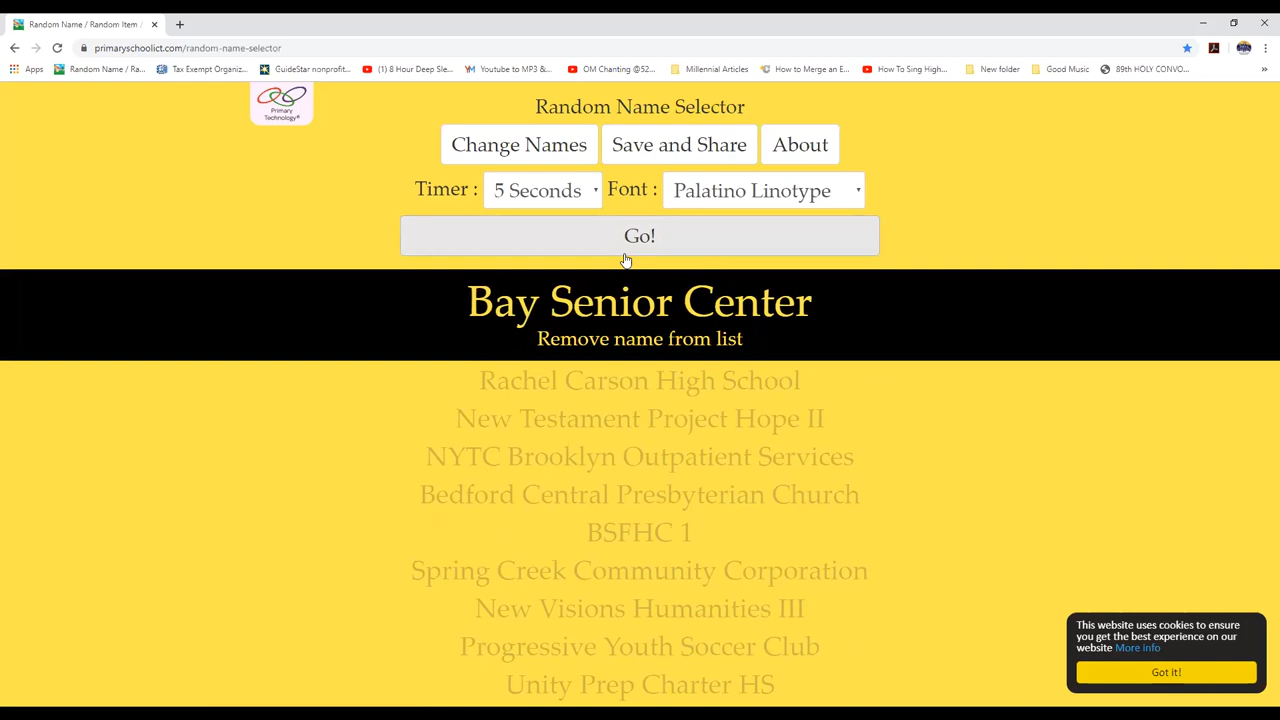 Random Name / Random Item /
primaryschoolict.com/random-name-selector
Apps
Random Name / Ra...
Tax Exempt Organiz...
GuideStar nonprofit...
(1) 8 Hour Deep Sle...
Youtube to MP3 &...
OM Chanting @52...
Millennial Articles
How to Merge an E...
How To Sing High...
New folder
Good Music
89th HOLY CONVO...
»
Primary
Technology®
Random Name Selector
Change Names
Save and Share
About
Timer :
5 Seconds
Font :
Palatino Linotype
Go!
Bay Senior Center
Remove name from list
Rachel Carson High School
New Testament Project Hope II
NYTC Brooklyn Outpatient Services
Bedford Central Presbyterian Church
BSFHC 1
Spring Creek Community Corporation
New Visions Humanities III
Progressive Youth Soccer Club
Unity Prep Charter HS
This website uses cookies to ensure
you get the best experience on our
website More info
Got it!